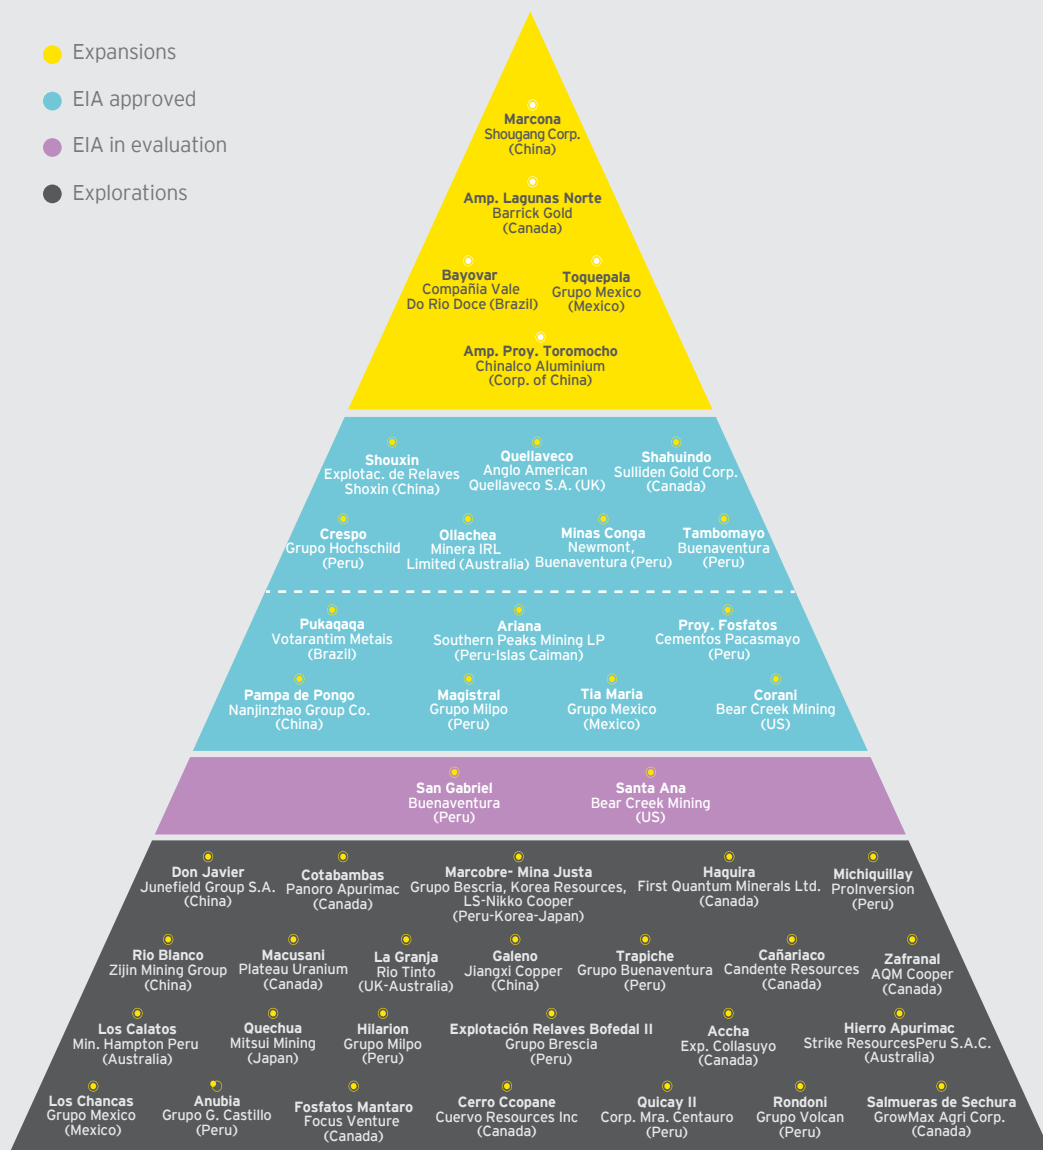 Expansions
EIA approved
EIA in evaluation
Explorations
Marcona
Shougang Corp.
(China)
Amp. Lagunas Norte
Barrick Gold
(Canada)
Bayovar
Compañia Vale
Do Rio Doce (Brazil)
Toquepala
Grupo Mexico
(Mexico)
Amp. Proy. Toromocho
Chinalco Aluminium
(Corp. of China)
Shouxin
Explotac. de Relaves
Shoxin (China)
Quellaveco
Anglo American
Quellaveco S.A. (UK)
Shahuindo
Sulliden Gold Corp.
(Canada)
Crespo
Grupo Hochschild
(Peru)
Ollachea
Minera IRL
Limited (Australia)
Minas Conga
Newmont,
Buenaventura (Peru)
Tambomayo
Buenaventura
(Peru)
Pukaqaqa
Votarantim Metais
(Brazil)
Ariana
Southern Peaks Mining LP
(Peru-Islas Caiman)
Proy. Fosfatos
Cementos Pacasmayo
(Peru)
Pampa de Pongo
Nanjinzhao Group Co.
(China)
Magistral
Grupo Milpo
(Peru)
Tia Maria
Grupo Mexico
(Mexico)
Corani
Bear Creek Mining
(US)
San Gabriel
Buenaventura
(Peru)
Santa Ana
Bear Creek Mining
(US)
Don Javier
Junefield Group S.A.
(China)
Cotabambas
Panoro Apurimac
(Canada)
Marcobre- Mina Justa
Grupo Bescria, Korea Resources,
LS-Nikko Cooper
(Peru-Korea-Japan)
Haquira
First Quantum Minerals Ltd.
(Canada)
Michiquillay
ProInversion
(Peru)
Rio Blanco
Zijin Mining Group
(China)
Macusani
Plateau Uranium
(Canada)
La Granja
Rio Tinto
(UK-Australia)
Galeno
Jiangxi Copper
(China)
Trapiche
Grupo Buenaventura
(Peru)
Cañariaco
Candente Resources
(Canada)
Zafranal
AQM Cooper
(Canada)
Los Calatos
Min. Hampton Peru
(Australia)
Quechua
Mitsui Mining
(Japan)
Hilarion
Grupo Milpo
(Peru)
Explotación Relaves Bofedal II
Grupo Brescia
(Peru)
Accha
Exp. Collasuyo
(Canada)
Hierro Apurimac
Strike ResourcesPeru S.A.C.
(Australia)
Los Chancas
Grupo Mexico
(Mexico)
Anubia
Grupo G. Castillo
(Peru)
Fosfatos Mantaro
Focus Venture
(Canada)
Cerro Ccopane
Cuervo Resources Inc
(Canada)
Quicay II
Corp. Mra. Centauro
(Peru)
Rondoni
Grupo Volcan
(Peru)
Salmueras de Sechura
GrowMax Agri Corp.
(Canada)